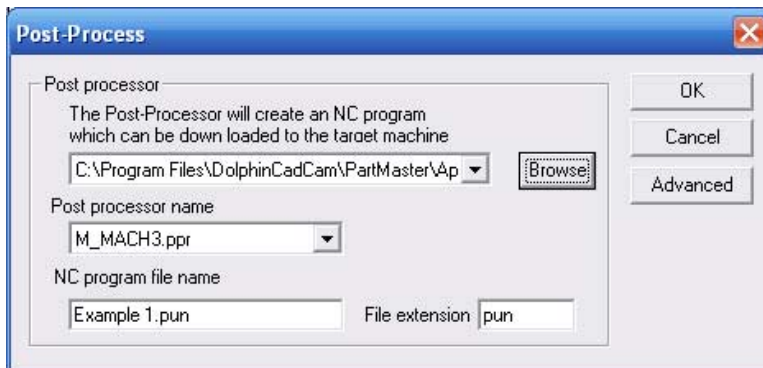 Post-Process
Post processor
The Post-Processor will create an NC program
which can be down loaded to the target machine
C:\Program Files\DolphinCadCam\PartMaster\Ap
Browse
Post processor name
M_MACH3.ppr
NC program file name
Example 1.pun
File extension pun
OK
Cancel
Advanced